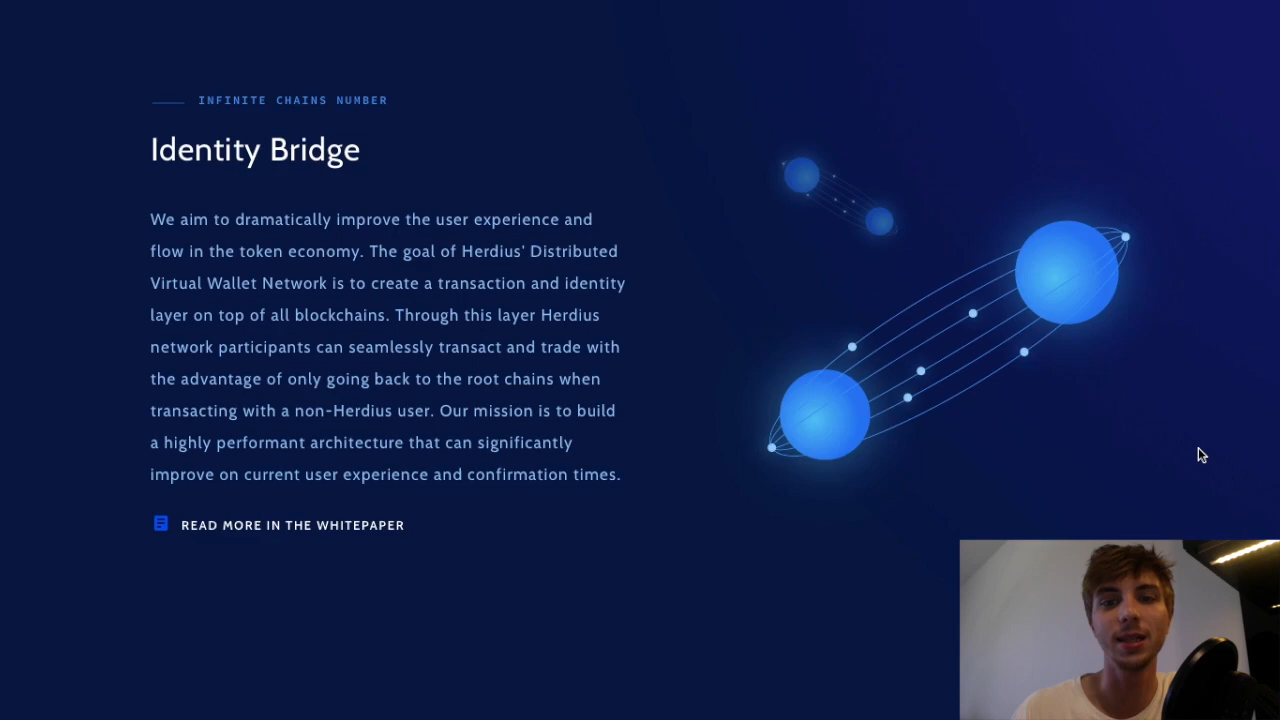 INFINITE CHAINS NUMBER
Identity Bridge
We aim to dramatically improve the user experience and
flow in the token economy. The goal of Herdius' Distributed
Virtual Wallet Network is to create a transaction and identity
layer on top of all blockchains. Through this layer Herdius
network participants can seamlessly transact and trade with
the advantage of only going back to the root chains when
transacting with a non-Herdius user. Our mission is to build
a highly performant architecture that can significantly
improve on current user experience and confirmation times.
READ MORE IN THE WHITEPAPER